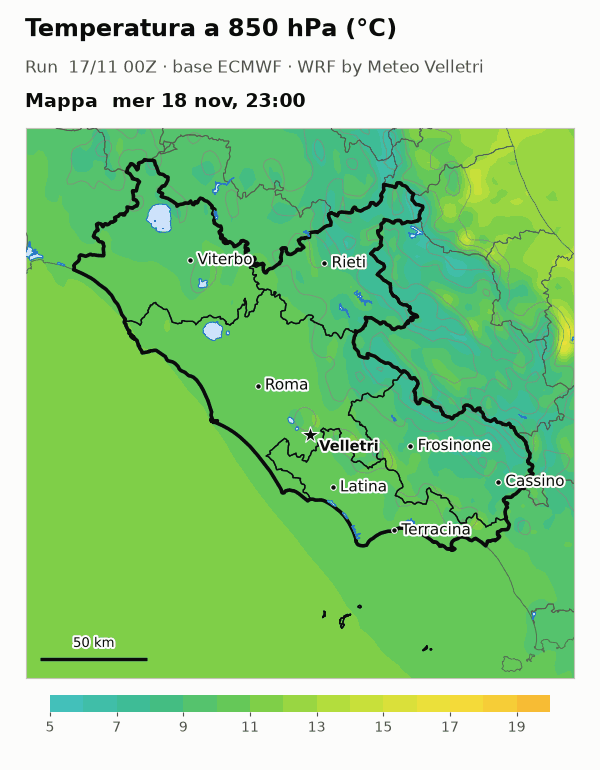 Temperatura a 850 hPa (°C)
Run  17/11 00Z · base ECMWF · WRF by Meteo Velletri
Mappa  mer 18 nov, 23:00
Viterbo
Rieti
Roma
Velletri
Frosinone
Latina
Cassino
Terracina
50 km
5 7 9 11 13 15 17 19